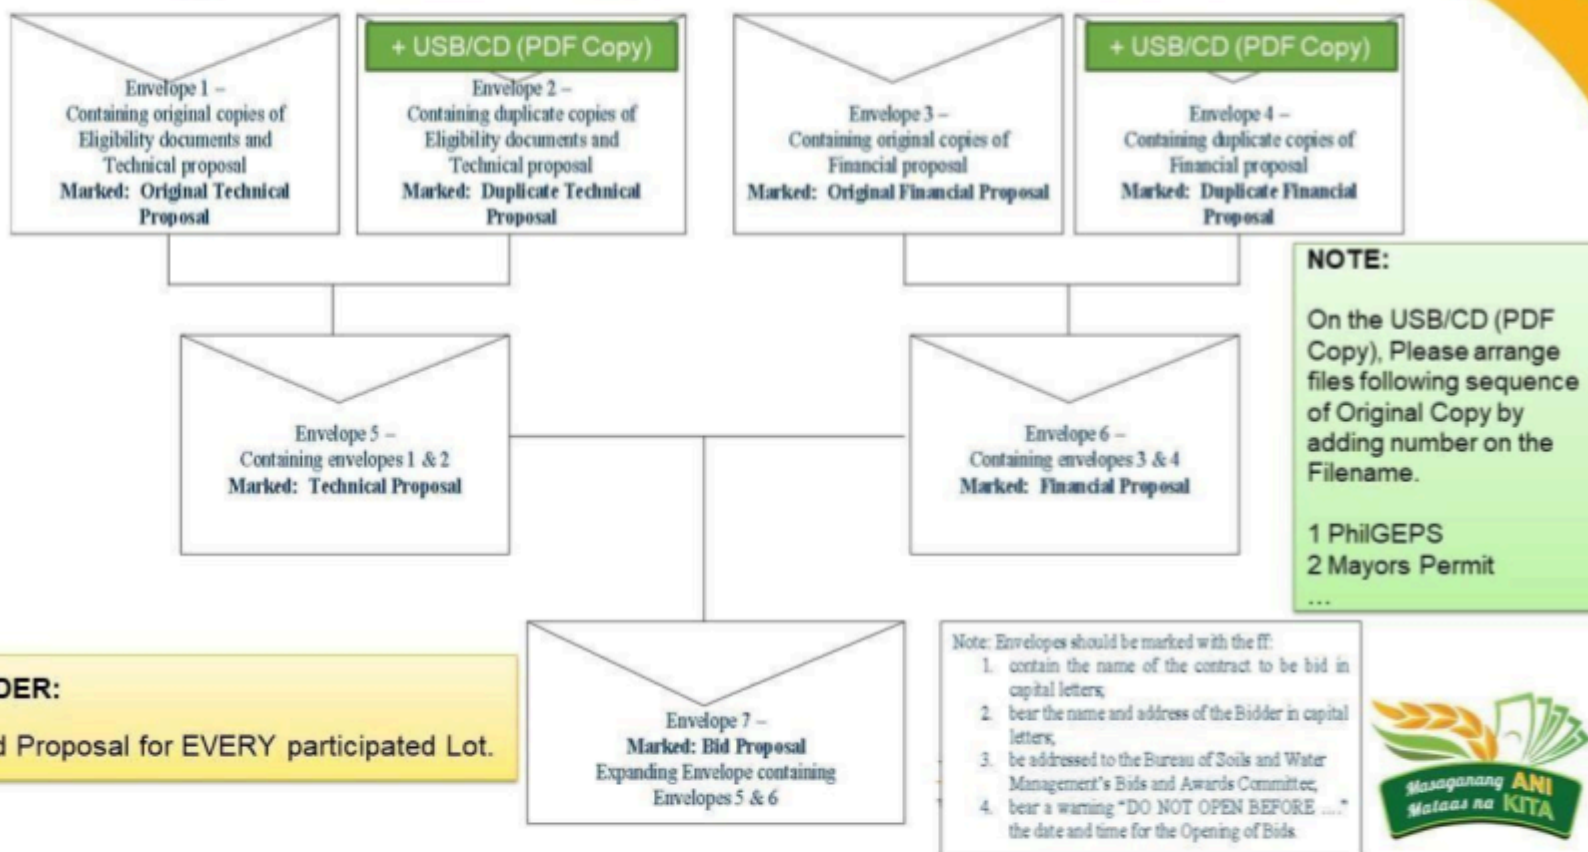 Envelope 1 –
Containing original copies of
Eligibility documents and
Technical proposal
Marked: Original Technical
Proposal
+ USB/CD (PDF Copy)
Envelope 2 –
Containing duplicate copies of
Eligibility documents and
Technical proposal
Marked: Duplicate Technical
Proposal
Envelope 3 –
Containing original copies of
Financial proposal
Marked: Original Financial Proposal
+ USB/CD (PDF Copy)
Envelope 4 –
Containing duplicate copies of
Financial proposal
Marked: Duplicate Financial
Proposal
NOTE:
On the USB/CD (PDF
Copy), Please arrange
files following sequence
of Original Copy by
adding number on the
Filename.
1 PhilGEPS
2 Mayors Permit
...
Envelope 5 –
Containing envelopes 1 & 2
Marked: Technical Proposal
Envelope 6 –
Containing envelopes 3 & 4
Marked: Financial Proposal
DER:
d Proposal for EVERY participated Lot.
Envelope 7 –
Marked: Bid Proposal
Expanding Envelope containing
Envelopes 5 & 6
Note: Envelopes should be marked with the ff:
1. contain the name of the contract to be bid in
capital letters;
2. bear the name and address of the Bidder in capital
letters;
3. be addressed to the Bureau of Soils and Water
Management's Bids and Awards Committee;
4. bear a warning "DO NOT OPEN BEFORE ...."
the date and time for the Opening of Bids.
Masaganang ANI
Mataas na KITA